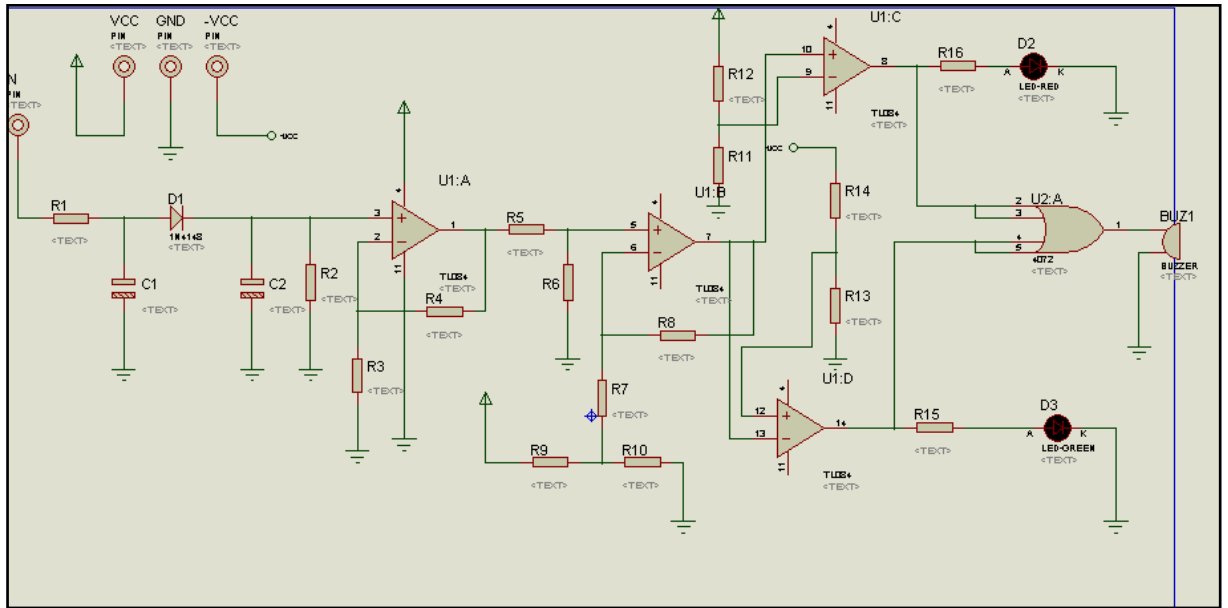 VCC GND -VCC
PIN PIN PIN
<TEXT> <TEXT> <TEXT>
N
PIN
<TEXT>
-VCC
R1
<TEXT>
D1
1N4148
<TEXT>
C1
<TEXT>
C2
<TEXT>
R2
<TEXT>
U1:A
3
2
1
4
11
TL084
<TEXT>
R4
<TEXT>
R3
<TEXT>
R5
<TEXT>
R6
<TEXT>
U1:B
5
6
7
4
11
TL084
<TEXT>
R8
<TEXT>
R7
<TEXT>
R9
<TEXT>
R10
<TEXT>
R12
<TEXT>
R11
<TEXT>
U1:C
10
9
8
4
11
TL084
<TEXT>
-VCC
R14
<TEXT>
R13
<TEXT>
U1:D
12
13
14
4
11
TL084
<TEXT>
R16
<TEXT>
D2
A K
LED-RED
<TEXT>
R15
<TEXT>
D3
A K
LED-GREEN
<TEXT>
U2:A
2
3
4
5
1
4072
<TEXT>
BUZ1
BUZZER
<TEXT>